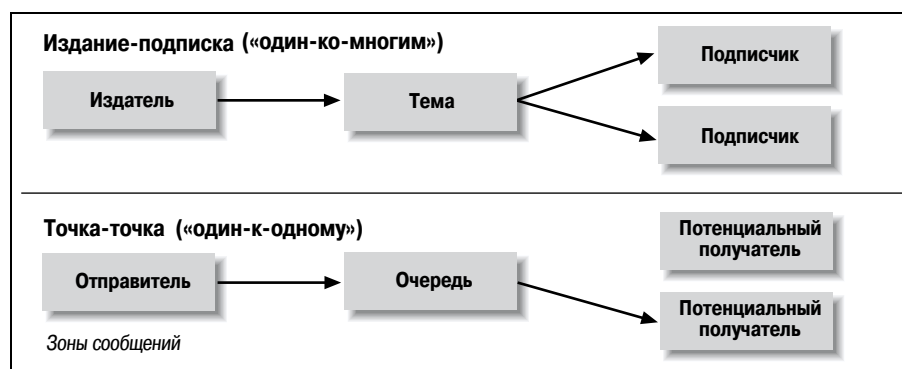 Издание-подписка («один-ко-многим»)
Подписчик
Издатель
Тема
Подписчик
Точка-точка («один-к-одному»)
Потенциальный
получатель
Отправитель
Очередь
Потенциальный
получатель
Зоны сообщений